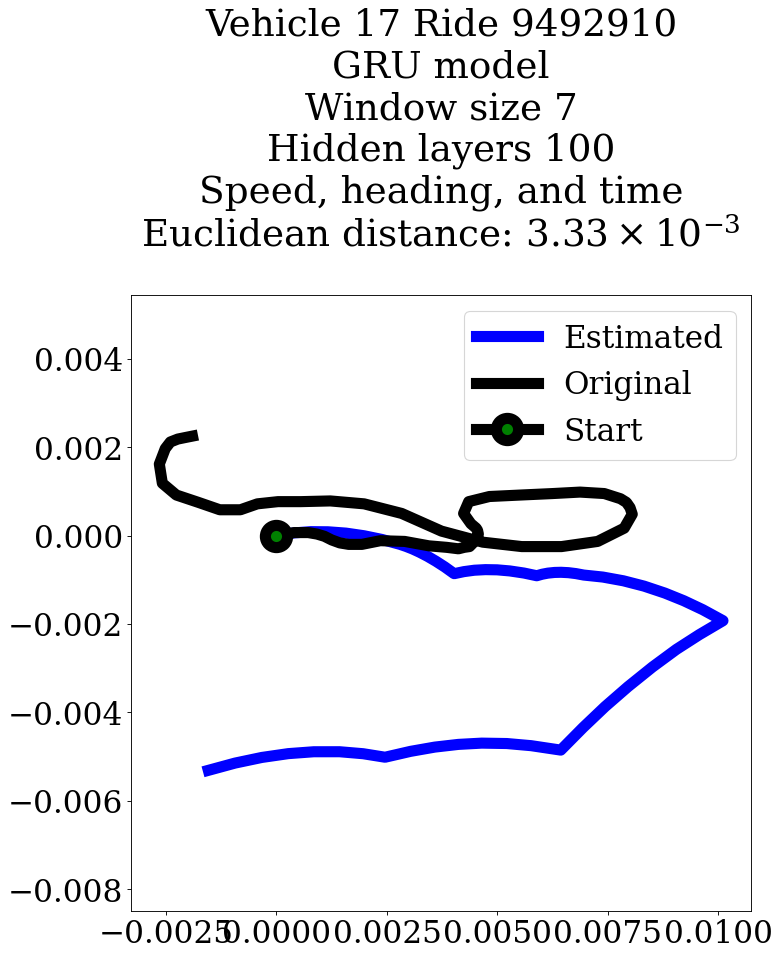 Vehicle 17 Ride 9492910
GRU model
Window size 7
Hidden layers 100
Speed, heading, and time
Euclidean distance: 3.33 × 10⁻³
Estimated
Original
Start
0.004
0.002
0.000
−0.002
−0.004
−0.006
−0.008
−0.0025 0.0000 0.0025 0.0050 0.0075 0.0100